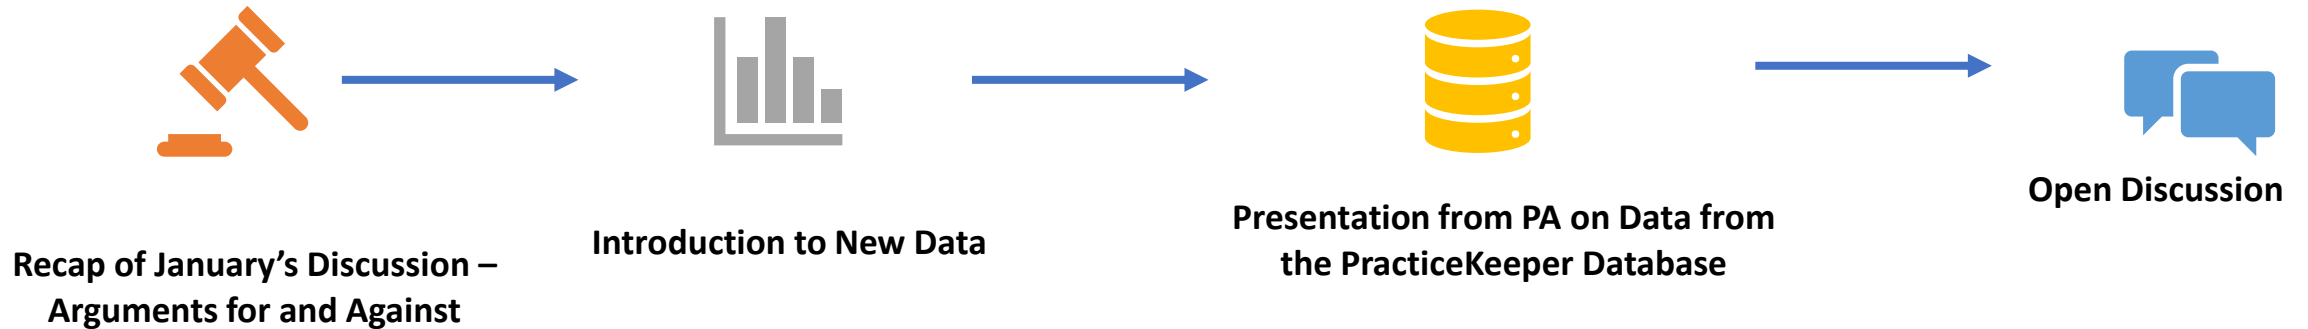 Recap of January’s Discussion –
Arguments for and Against
Introduction to New Data
Presentation from PA on Data from
the PracticeKeeper Database
Open Discussion